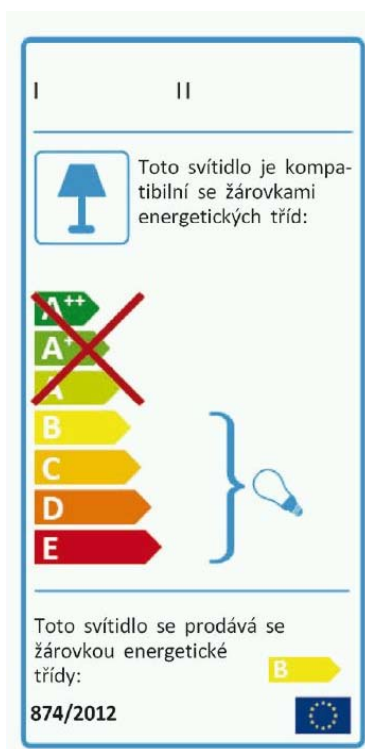 I II
Toto svítidlo je kompa-
tibilní se žárovkami
energetických tříd:
A++
A+
A
B
C
D
E
Toto svítidlo se prodává se
žárovkou energetické
třídy:
B
874/2012